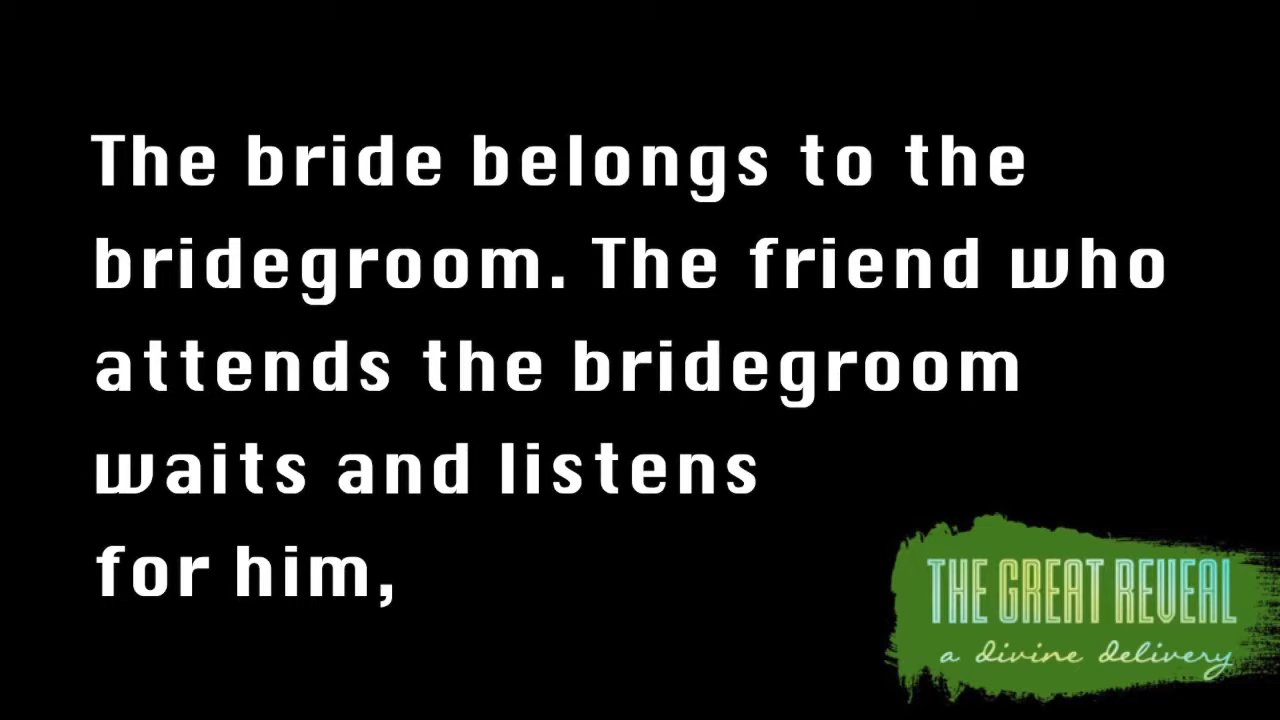 The bride belongs to the
bridegroom. The friend who
attends the bridegroom
waits and listens
for him,
THE GREAT REVEAL
a divine delivery